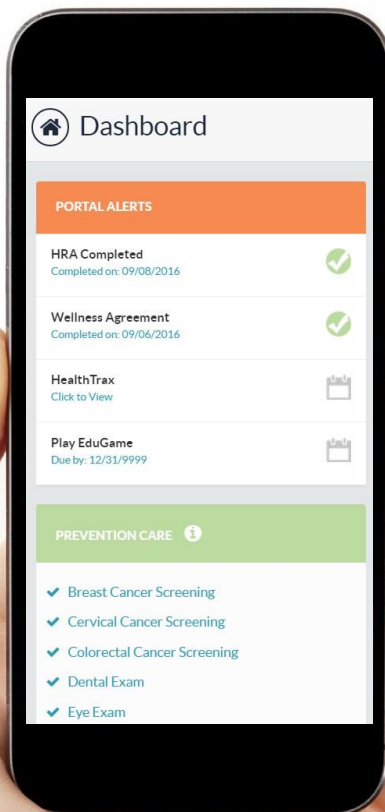 Dashboard
PORTAL ALERTS
HRA Completed
Completed on: 09/08/2016
Wellness Agreement
Completed on: 09/06/2016
HealthTrax
Click to View
Play EduGame
Due by: 12/31/9999
PREVENTION CARE
Breast Cancer Screening
Cervical Cancer Screening
Colorectal Cancer Screening
Dental Exam
Eye Exam